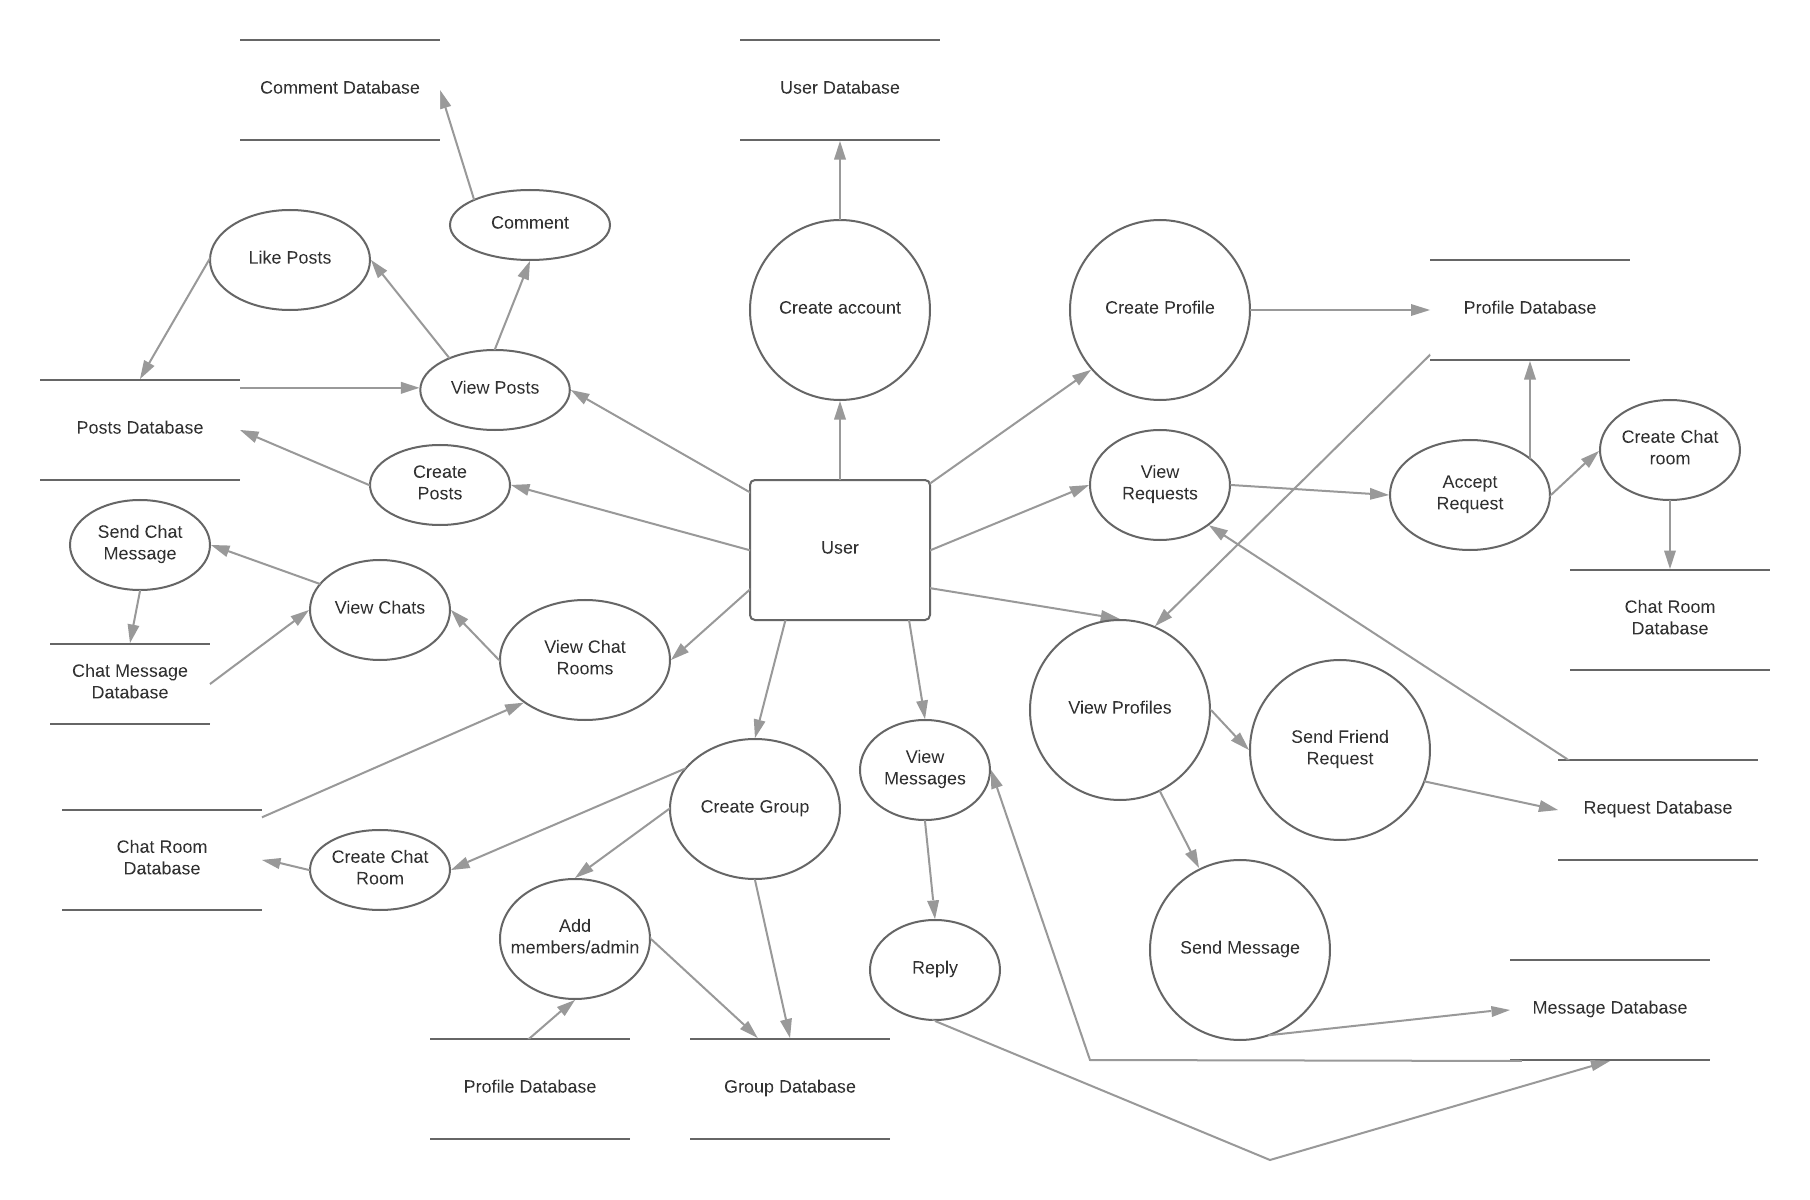 Comment Database
User Database
Comment
Like Posts
Create account
Create Profile
Profile Database
View Posts
Posts Database
Create
Posts
View
Requests
Accept
Request
Create Chat
room
Send Chat
Message
User
View Chats
Chat Room
Database
View Chat
Rooms
Chat Message
Database
View Profiles
Send Friend
Request
View
Messages
Create Group
Request Database
Chat Room
Database
Create Chat
Room
Add
members/admin
Reply
Send Message
Message Database
Profile Database
Group Database